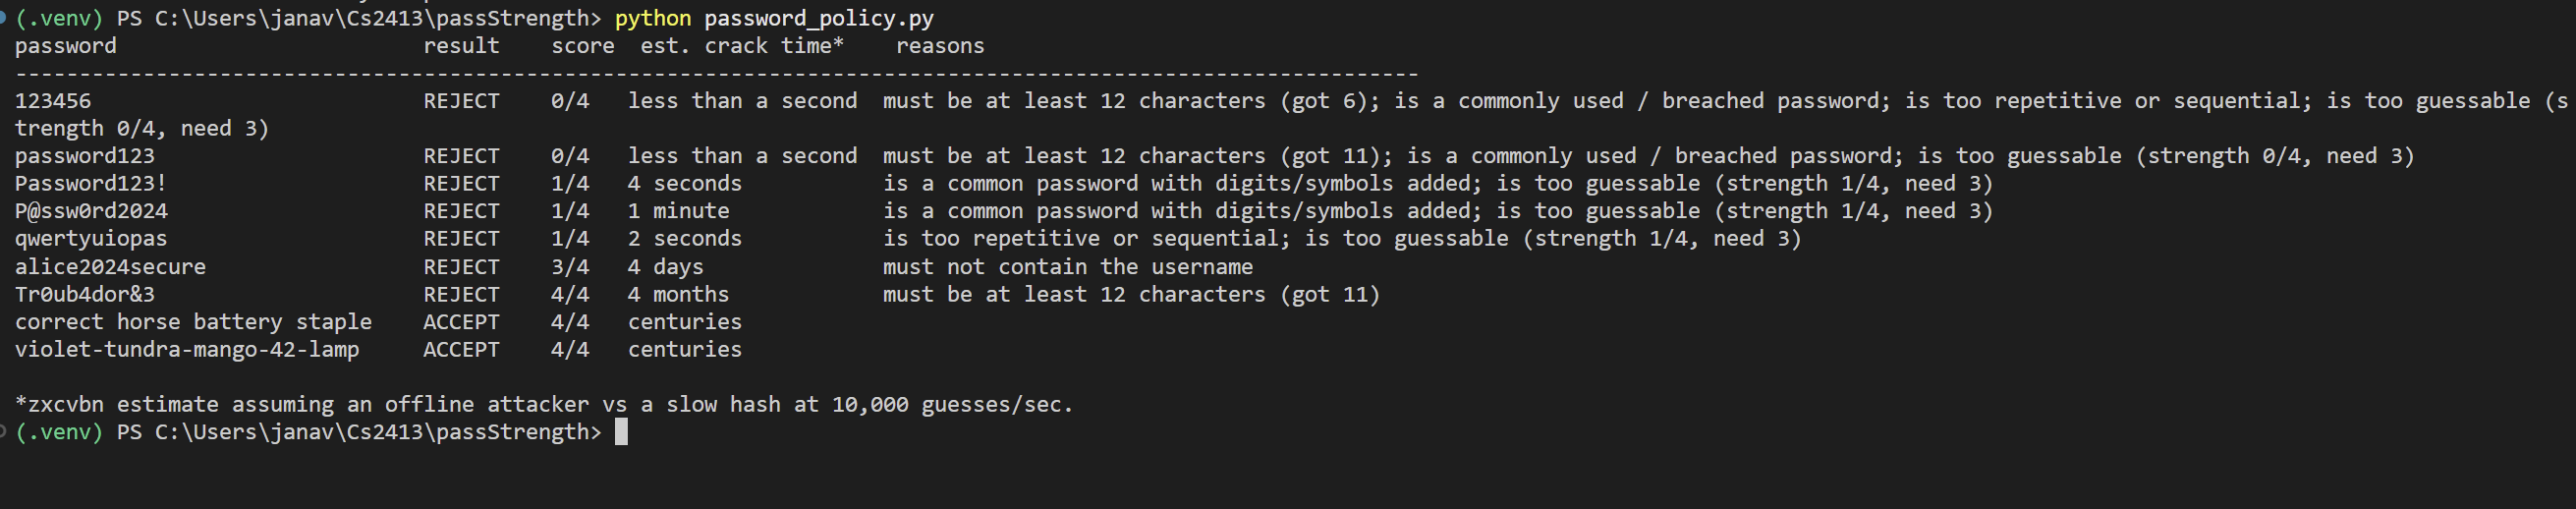 (.venv) PS C:\Users\janav\Cs2413\passStrength> python password_policy.py
password                        result    score  est. crack time*    reasons
--------------------------------------------------------------------------------------------------------------
123456                          REJECT    0/4   less than a second  must be at least 12 characters (got 6); is a commonly used / breached password; is too repetitive or sequential; is too guessable (s
trength 0/4, need 3)
password123                     REJECT    0/4   less than a second  must be at least 12 characters (got 11); is a commonly used / breached password; is too guessable (strength 0/4, need 3)
Password123!                    REJECT    1/4   4 seconds           is a common password with digits/symbols added; is too guessable (strength 1/4, need 3)
P@ssw0rd2024                    REJECT    1/4   1 minute            is a common password with digits/symbols added; is too guessable (strength 1/4, need 3)
qwertyuiopas                    REJECT    1/4   2 seconds           is too repetitive or sequential; is too guessable (strength 1/4, need 3)
alice2024secure                 REJECT    3/4   4 days              must not contain the username
Tr0ub4dor&3                     REJECT    4/4   4 months            must be at least 12 characters (got 11)
correct horse battery staple    ACCEPT    4/4   centuries
violet-tundra-mango-42-lamp     ACCEPT    4/4   centuries
*zxcvbn estimate assuming an offline attacker vs a slow hash at 10,000 guesses/sec.
(.venv) PS C:\Users\janav\Cs2413\passStrength>